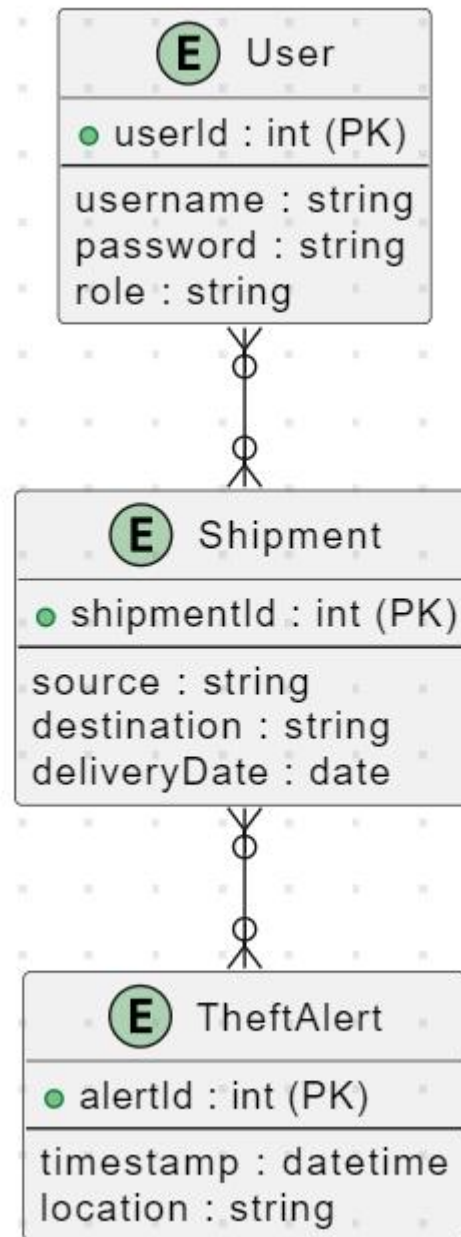 E User
userId : int (PK)
username : string
password : string
role : string
E Shipment
shipmentId : int (PK)
source : string
destination : string
deliveryDate : date
E TheftAlert
alertId : int (PK)
timestamp : datetime
location : string